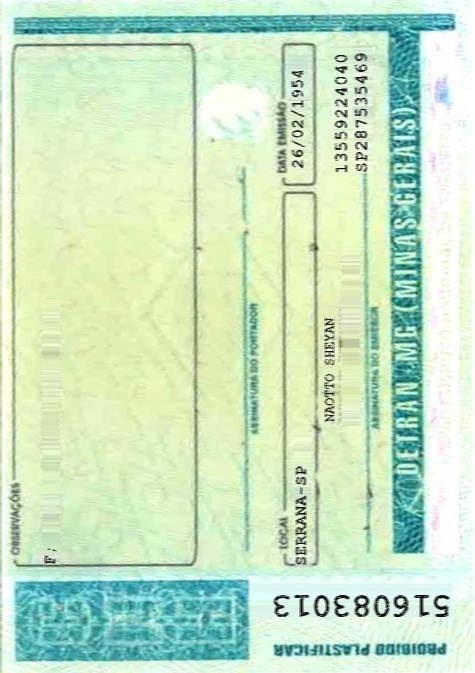 OBSERVAÇÕES
F;
ASSINATURA DO PORTADOR
LOCAL
SERRANA-SP
DATA EMISSÃO
26/02/1954
NAOTTO SHEYAN
13559224040
SP287535469
ASSINATURA DO EMISSOR
DETRAN MG (MINAS GERAIS)
PROIBIDO PLASTIFICAR
516083013